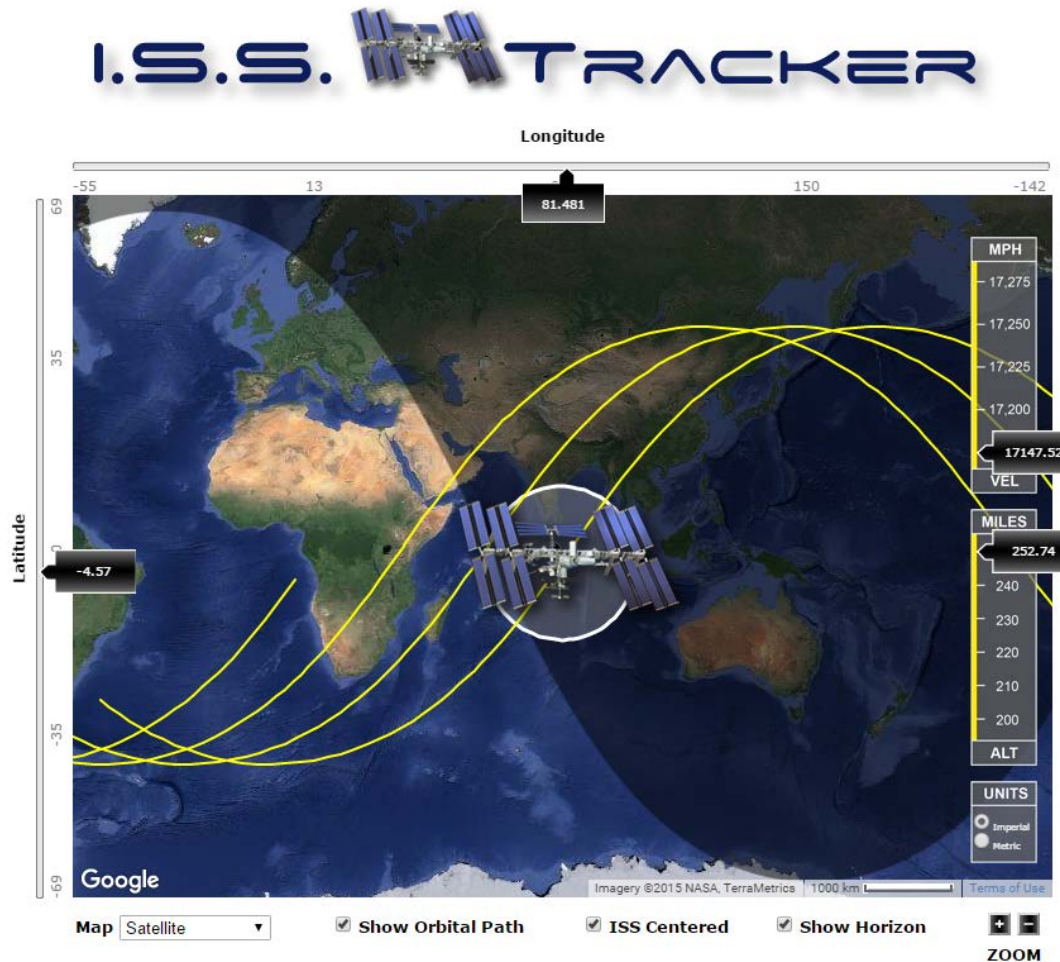 I.S.S. TRACKER
Longitude
-55 13 150 -142
81.481
69
35
0
-35
-69
Latitude
-4.57
MPH
17,275
17,250
17,225
17,200
17147.52
VEL
MILES
252.74
240
230
220
210
200
ALT
UNITS
Imperial
Metric
Google
Imagery ©2015 NASA, TerraMetrics 1000 km Terms of Use
Map Satellite Show Orbital Path ISS Centered Show Horizon
ZOOM